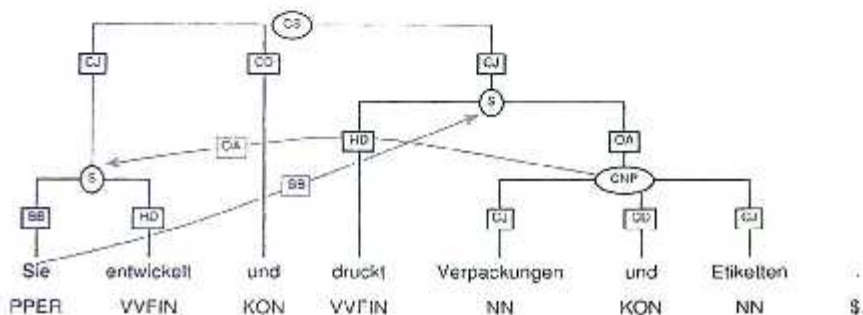 CS
CJ CD CJ
S
OA HD OA
S SB CNP
SB HD CJ CD CJ
Sie entwickelt und druckt Verpackungen und Etiketten .
PPER VVFIN KON VVFIN NN KON NN $